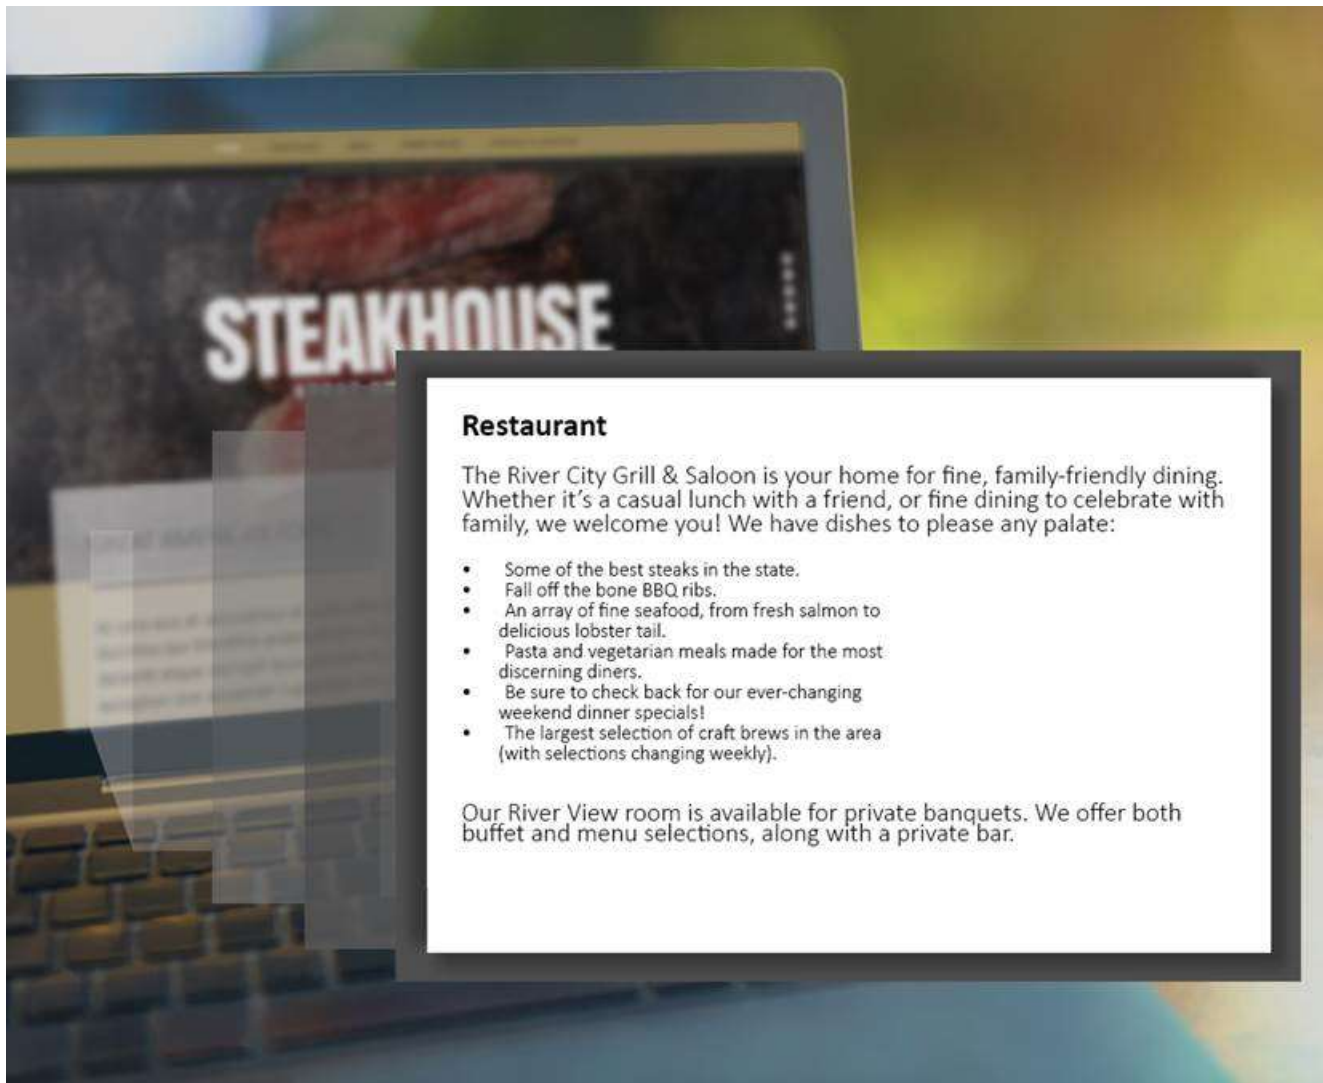 STEAKHOUSE
Restaurant
The River City Grill & Saloon is your home for fine, family-friendly dining.
Whether it's a casual lunch with a friend, or fine dining to celebrate with
family, we welcome you! We have dishes to please any palate:
• Some of the best steaks in the state.
• Fall off the bone BBQ ribs.
• An array of fine seafood, from fresh salmon to
delicious lobster tail.
• Pasta and vegetarian meals made for the most
discerning diners.
• Be sure to check back for our ever-changing
weekend dinner specials!
• The largest selection of craft brews in the area
(with selections changing weekly).
Our River View room is available for private banquets. We offer both
buffet and menu selections, along with a private bar.